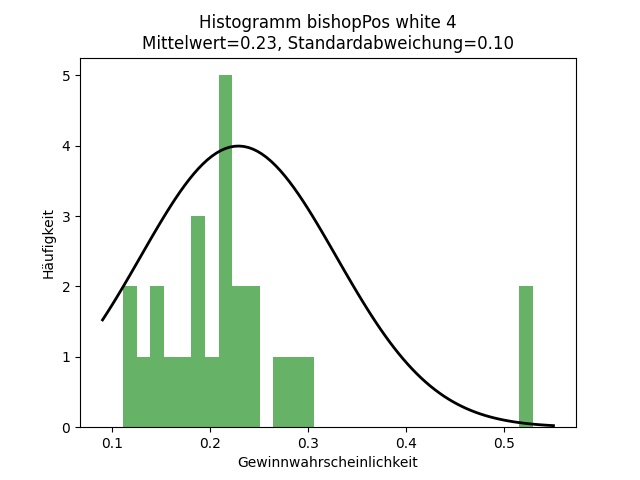 Histogramm bishopPos white 4
Mittelwert=0.23, Standardabweichung=0.10
Häufigkeit
5
4
3
2
1
0
0.1 0.2 0.3 0.4 0.5
Gewinnwahrscheinlichkeit